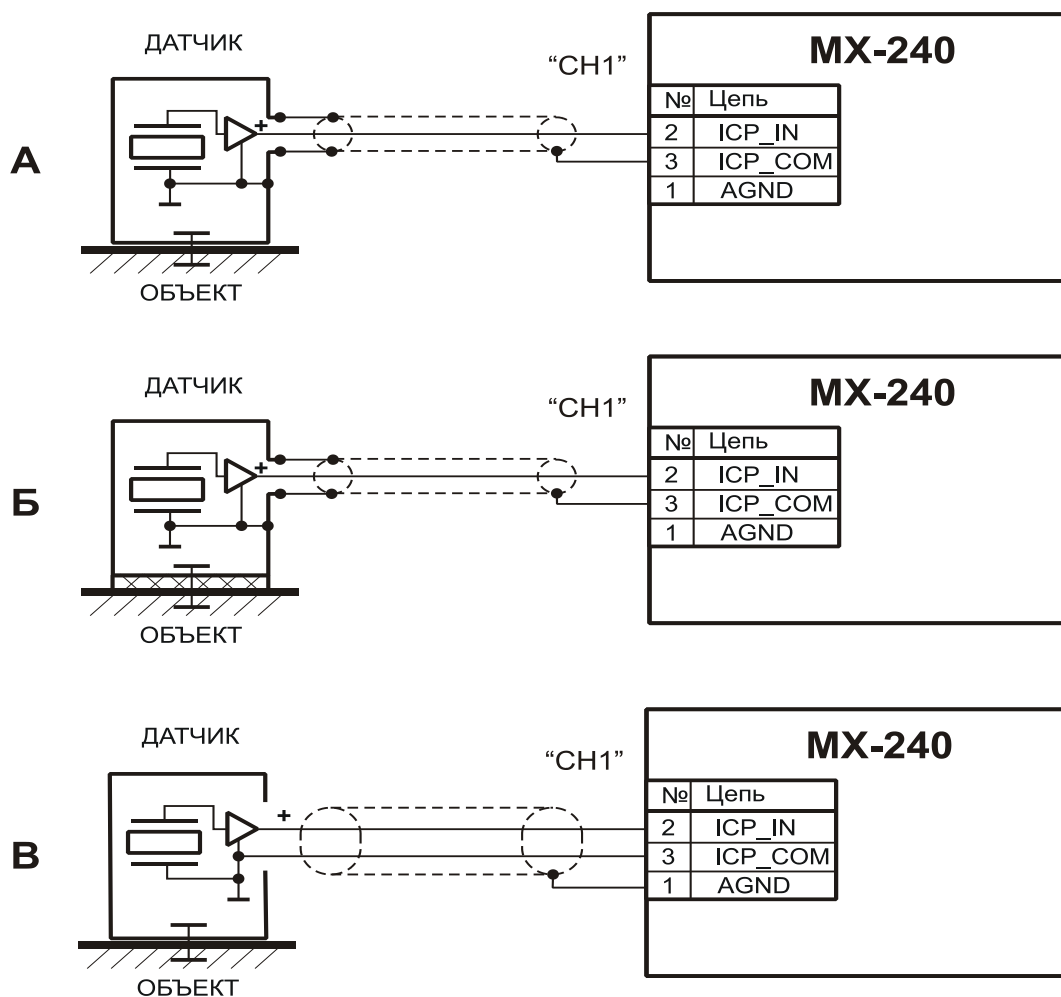 ДАТЧИК
"CH1"
MX-240
№ Цепь
2 ICP_IN
3 ICP_COM
1 AGND
А
+
ОБЪЕКТ
ДАТЧИК
"CH1"
MX-240
№ Цепь
2 ICP_IN
3 ICP_COM
1 AGND
Б
+
ОБЪЕКТ
ДАТЧИК
"CH1"
MX-240
№ Цепь
2 ICP_IN
3 ICP_COM
1 AGND
В
+
ОБЪЕКТ